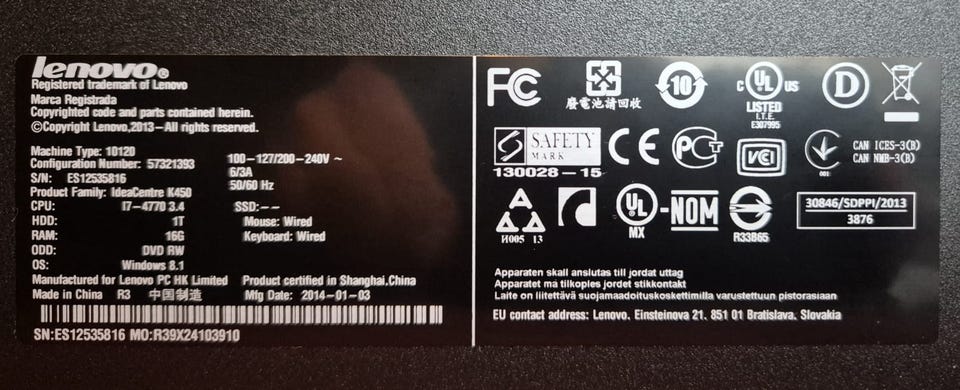 lenovo®
Registered trademark of Lenovo
Marca Registrada
Copyrighted code and parts contained herein.
©Copyright Lenovo,2013–All rights reserved.
Machine Type: 10120
Configuration Number: 57321393
S/N: ES12535816
Product Family: IdeaCentre K450
CPU: I7-4770 3.4
HDD: 1T
RAM: 16G
ODD: DVD RW
OS: Windows 8.1
100-127/200-240V ~
6/3A
50/60 Hz
SSD:--
Mouse: Wired
Keyboard: Wired
Manufactured for Lenovo PC HK Limited Product certified in Shanghai,China
Made in China R3 中国制造 Mfg Date: 2014-01-03
SN:ES12535816 MO:R39X24103910
FC
廢電池請回收
10
C UL US
LISTED
I.T.E.
E307995
D
S SAFETY
MARK
130028-15
CE
PCT
VCI
001
CAN ICES-3(B)
CAN NMB-3(B)
И005 13
UL-NOM
MX
R33865
30846/SDPPI/2013
3876
Apparaten skall anslutas till jordat uttag
Apparatet må tilkoples jordet stikkontakt
Laite on liitettävä suojamaadoituskoskettimilla varustettuun pistorasiaan
EU contact address: Lenovo, Einsteinova 21, 851 01 Bratislava, Slovakia